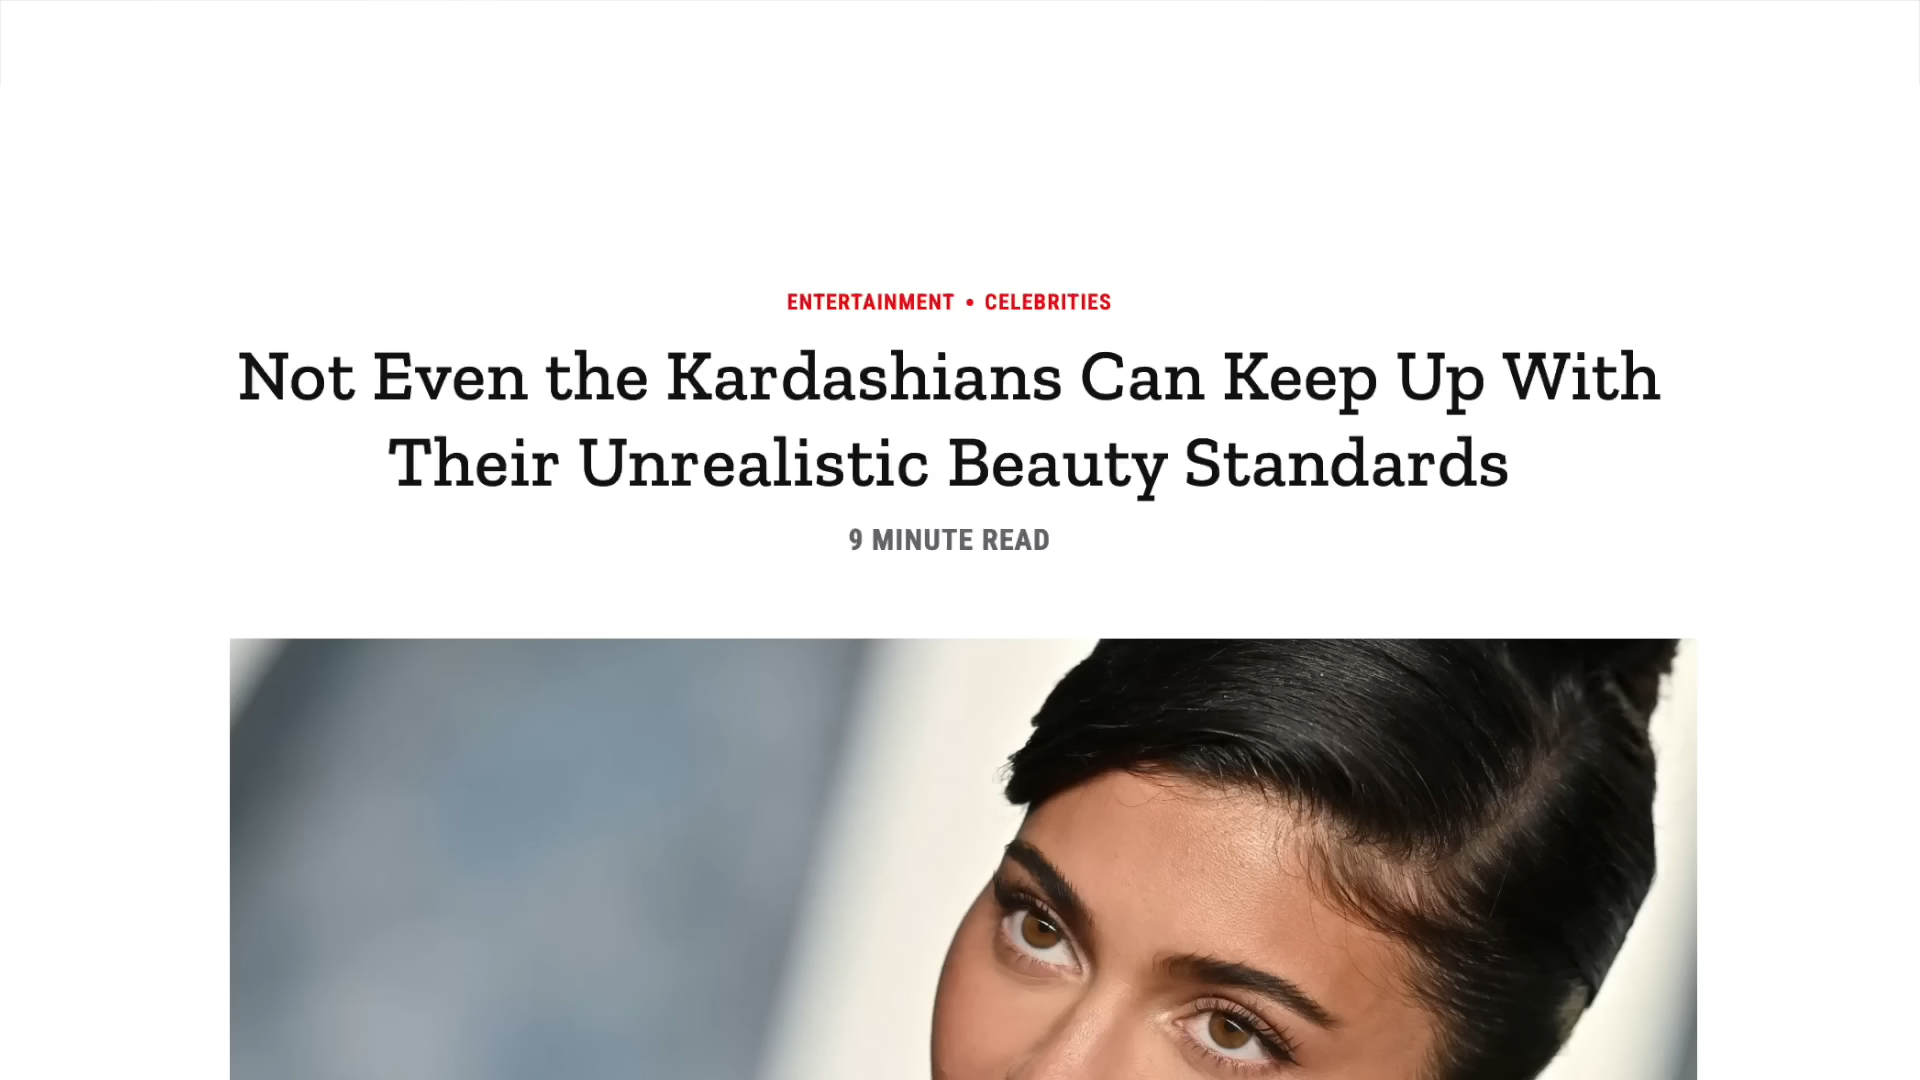 ENTERTAINMENT • CELEBRITIES
Not Even the Kardashians Can Keep Up With
Their Unrealistic Beauty Standards
9 MINUTE READ